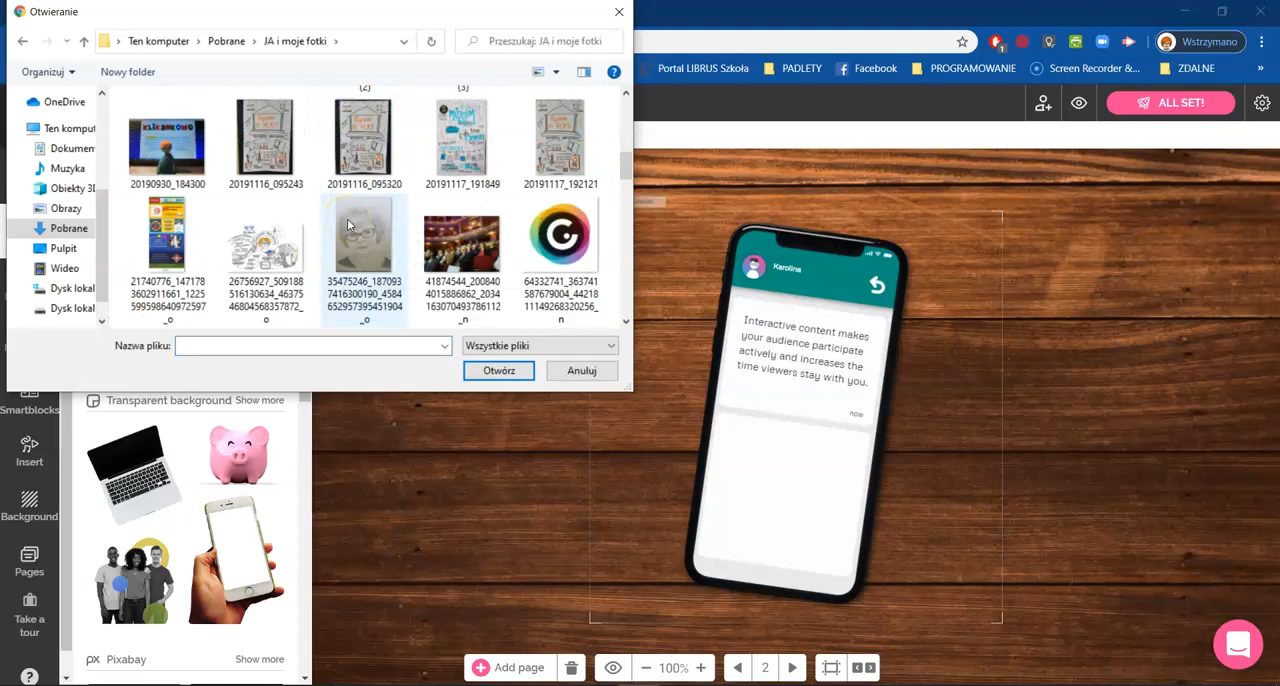 Otwieranie
Ten komputer
Pobrane
JA i moje fotki
Przeszukaj: JA i moje fotki
Organizuj
Nowy folder
OneDrive
Ten komput
Dokumen
Muzyka
Obiekty 3D
Obrazy
Pobrane
Pulpit
Wideo
Dysk lokal
Dysk lokal
(2)
(3)
KLIKANKOWO
20190930_184300
20191116_095243
20191116_095320
20191117_191849
20191117_192121
21740776_147178
3602911661_1225
599598640972597
_o
26756927_509188
516130634_46375
46804568357872_
o
35475246_187093
7416300190_4584
652957395451904
_o
41874544_200840
4015886862_2034
163070493786112
_n
64332741_363741
587679004_44218
11149268320256_
n
Nazwa pliku:
Wszystkie pliki
Otwórz
Anuluj
1
Wstrzymano
Portal LIBRUS Szkoła
PADLETY
Facebook
PROGRAMOWANIE
Screen Recorder &...
ZDALNE
»
ALL SET!
Smartblocks
Insert
Background
Pages
Take a
tour
?
Transparent background
Show more
px
Pixabay
Show more
Karolina
Interactive content makes
your audience participate
actively and increases the
time viewers stay with you.
now
Add page
100%
2